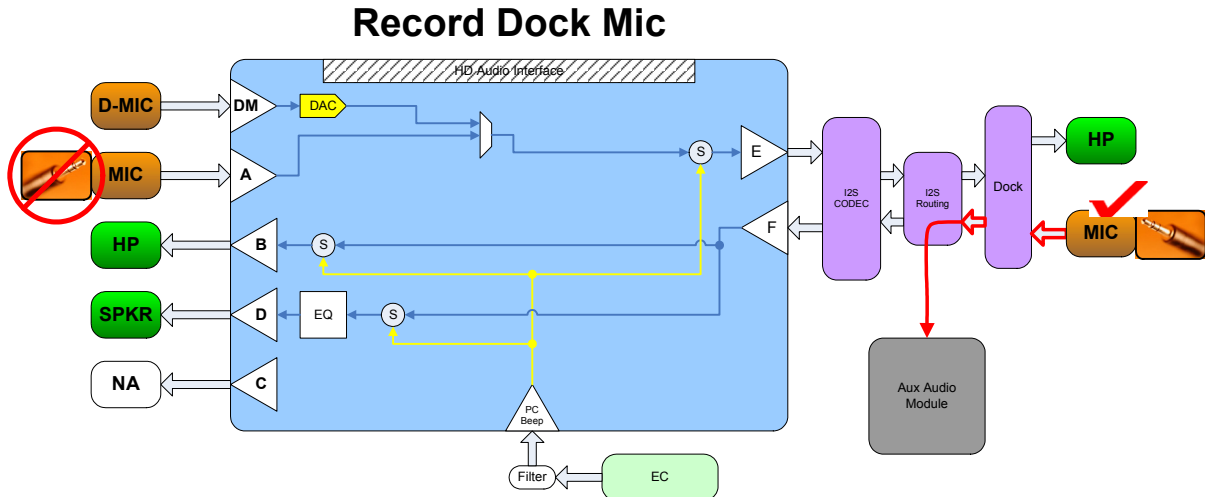 Record Dock Mic
HD Audio Interface
D-MIC
DM
DAC
MIC
A
S
E
I2S
CODEC
I2S
Routing
Dock
HP
MIC
F
HP
B
S
SPKR
D
EQ
S
NA
C
PC
Beep
Aux Audio
Module
Filter
EC